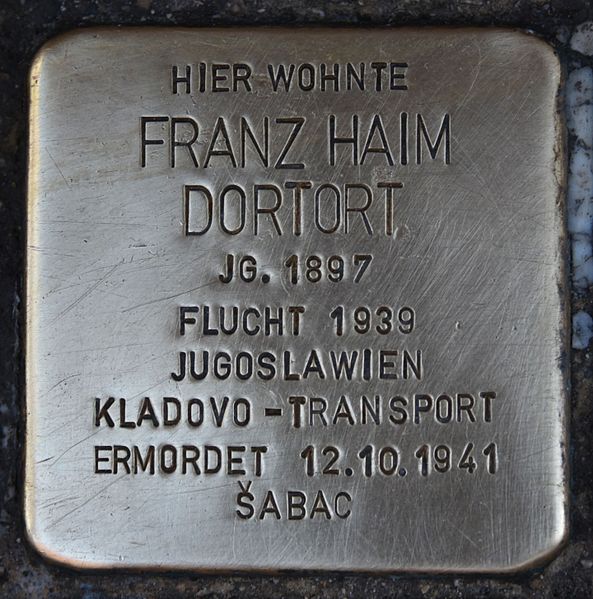 HIER WOHNTE
FRANZ HAIM
DORTORT
JG. 1897
FLUCHT 1939
JUGOSLAWIEN
KLADOVO-TRANSPORT
ERMORDET 12.10.1941
ŠABAC